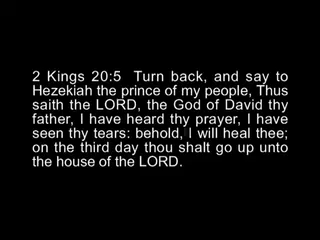 2 Kings 20:5  Turn back, and say to
Hezekiah the prince of my people, Thus
saith the LORD, the God of David thy
father, I have heard thy prayer, I have
seen thy tears: behold, I will heal thee;
on the third day thou shalt go up unto
the house of the LORD.